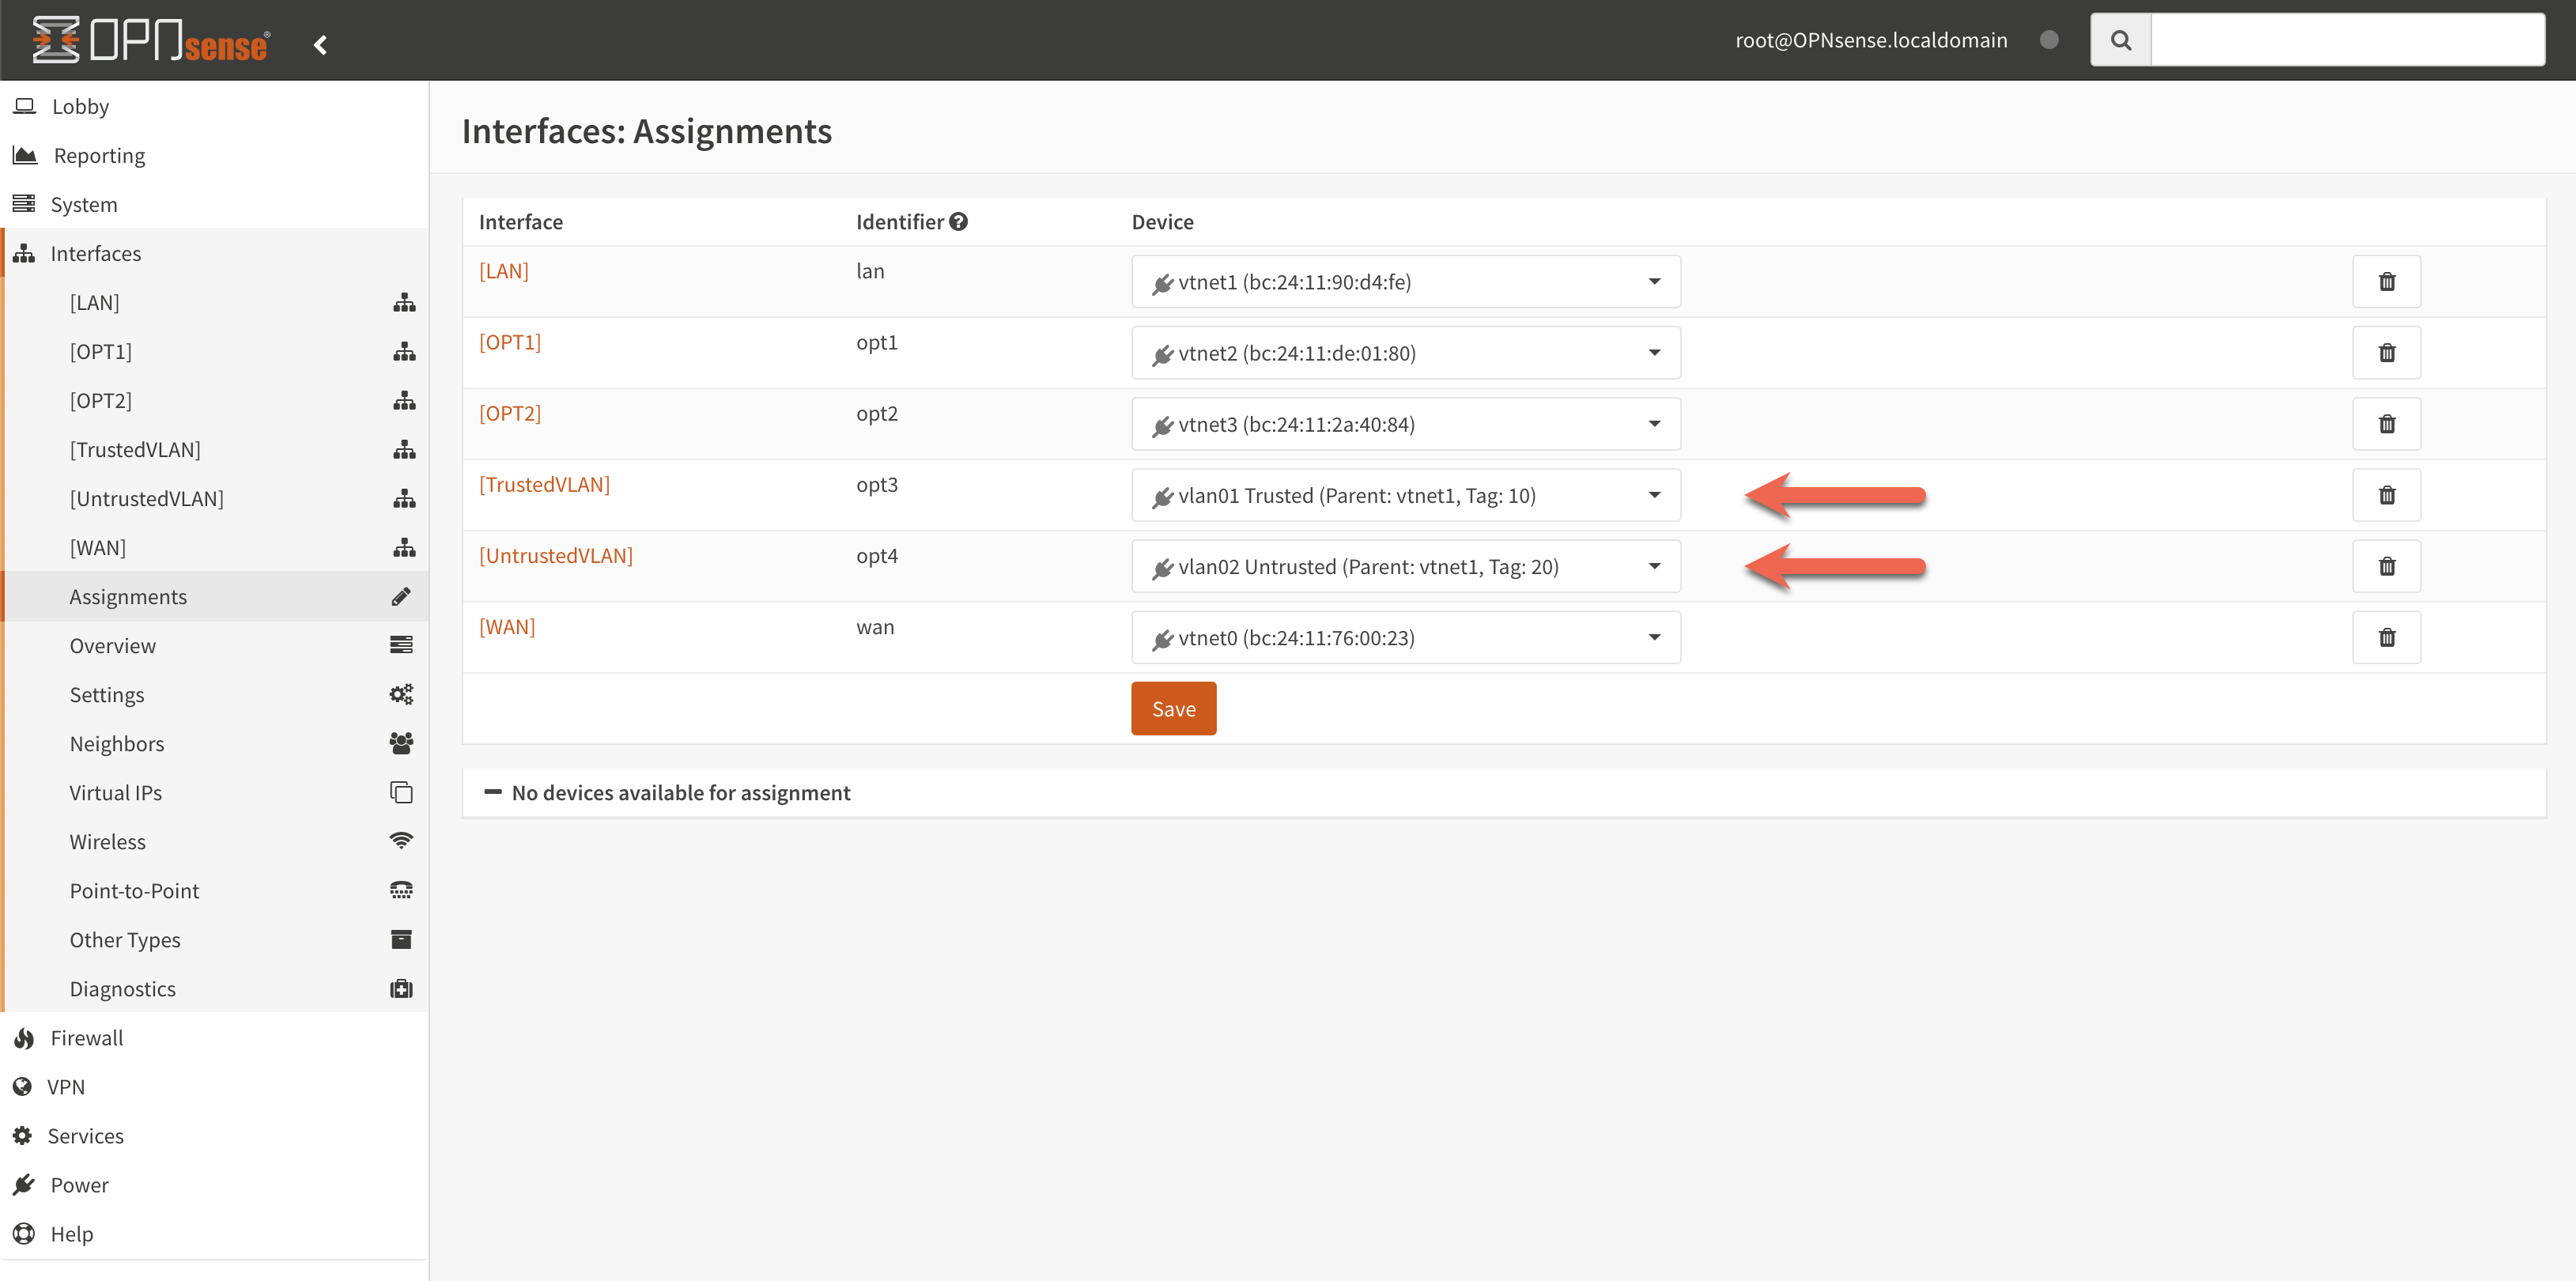 OPNsense®
root@OPNsense.localdomain
Lobby
Reporting
System
Interfaces
[LAN]
[OPT1]
[OPT2]
[TrustedVLAN]
[UntrustedVLAN]
[WAN]
Assignments
Overview
Settings
Neighbors
Virtual IPs
Wireless
Point-to-Point
Other Types
Diagnostics
Firewall
VPN
Services
Power
Help
Interfaces: Assignments
Interface Identifier Device
[LAN] lan vtnet1 (bc:24:11:90:d4:fe)
[OPT1] opt1 vtnet2 (bc:24:11:de:01:80)
[OPT2] opt2 vtnet3 (bc:24:11:2a:40:84)
[TrustedVLAN] opt3 vlan01 Trusted (Parent: vtnet1, Tag: 10)
[UntrustedVLAN] opt4 vlan02 Untrusted (Parent: vtnet1, Tag: 20)
[WAN] wan vtnet0 (bc:24:11:76:00:23)
Save
No devices available for assignment